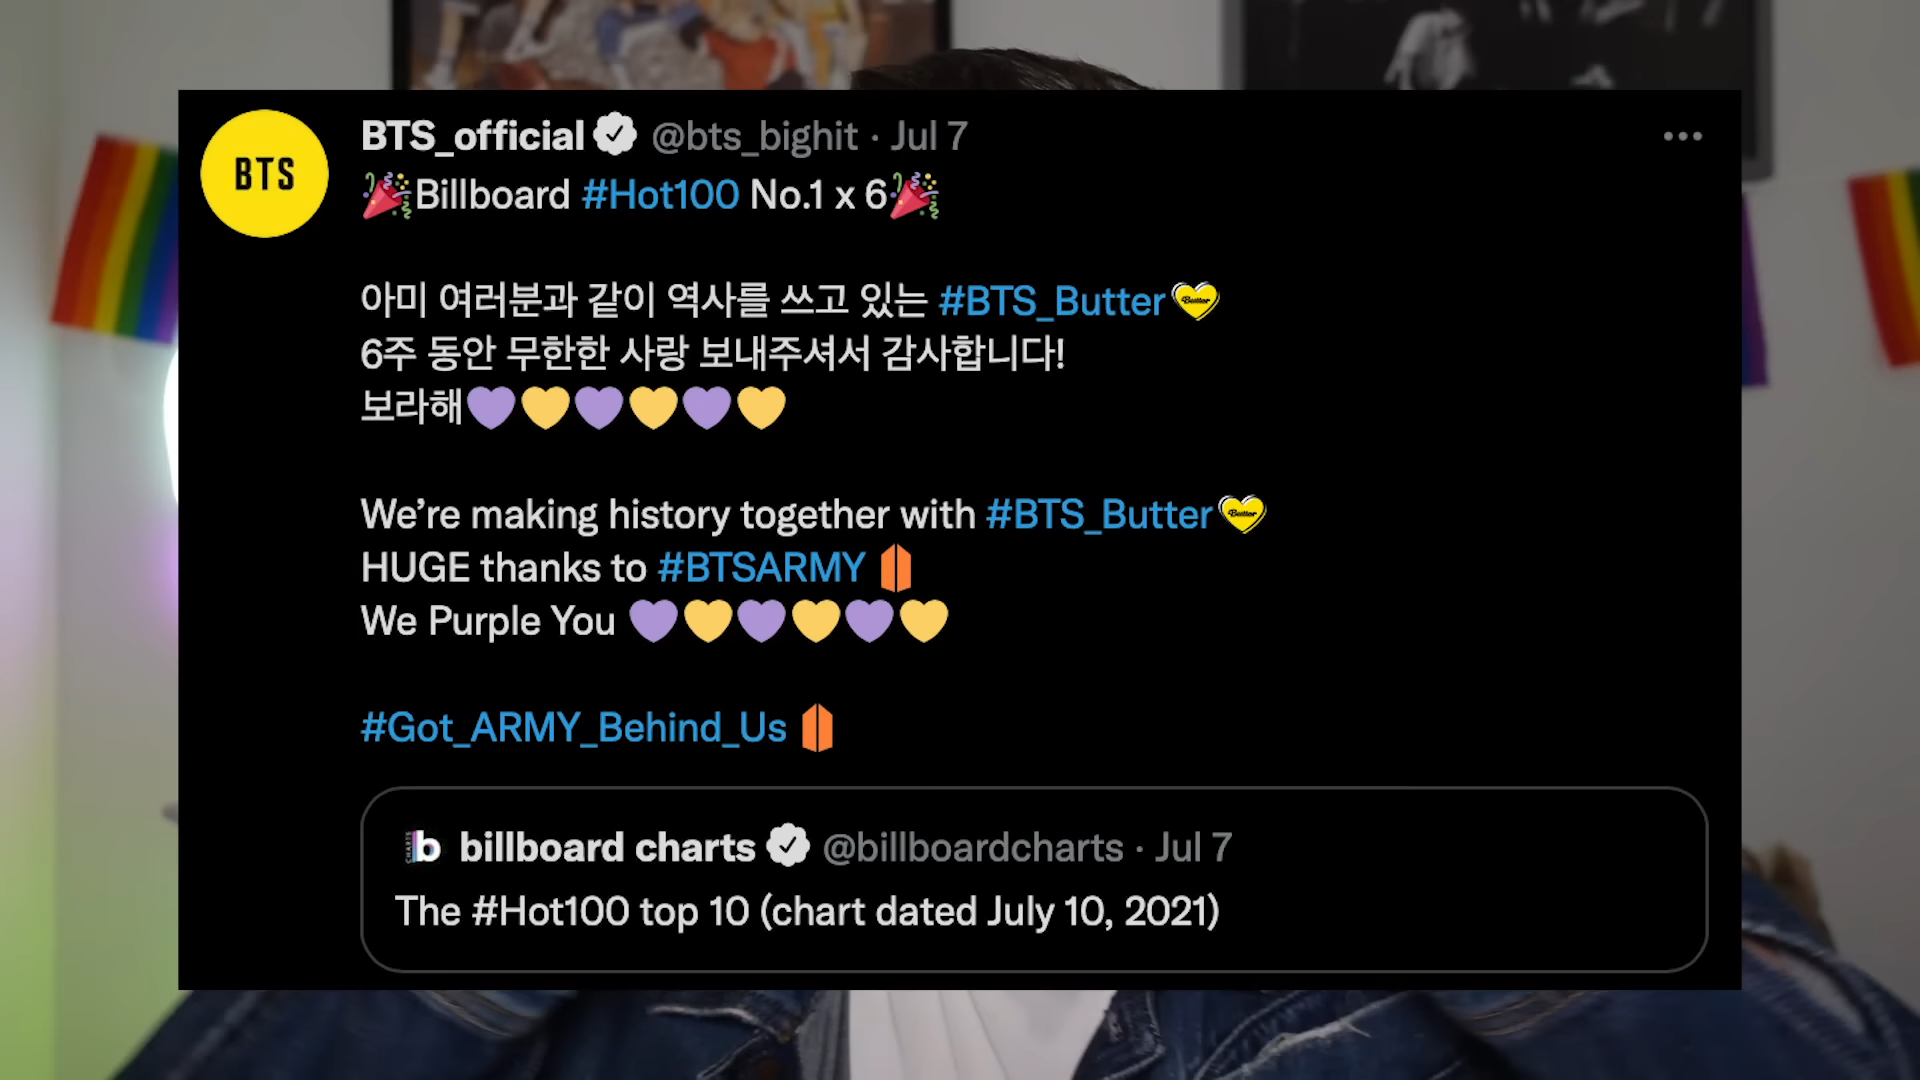 BTS
BTS_official @bts_bighit · Jul 7
🎉Billboard #Hot100 No.1 x 6🎉
아미 여러분과 같이 역사를 쓰고 있는 #BTS_Butter
Butter
6주 동안 무한한 사랑 보내주셔서 감사합니다!
보라해💜💛💜💛💜💛
We’re making history together with #BTS_Butter
Butter
HUGE thanks to #BTSARMY
We Purple You 💜💛💜💛💜💛
#Got_ARMY_Behind_Us
CHARTS
b
billboard charts @billboardcharts · Jul 7
The #Hot100 top 10 (chart dated July 10, 2021)